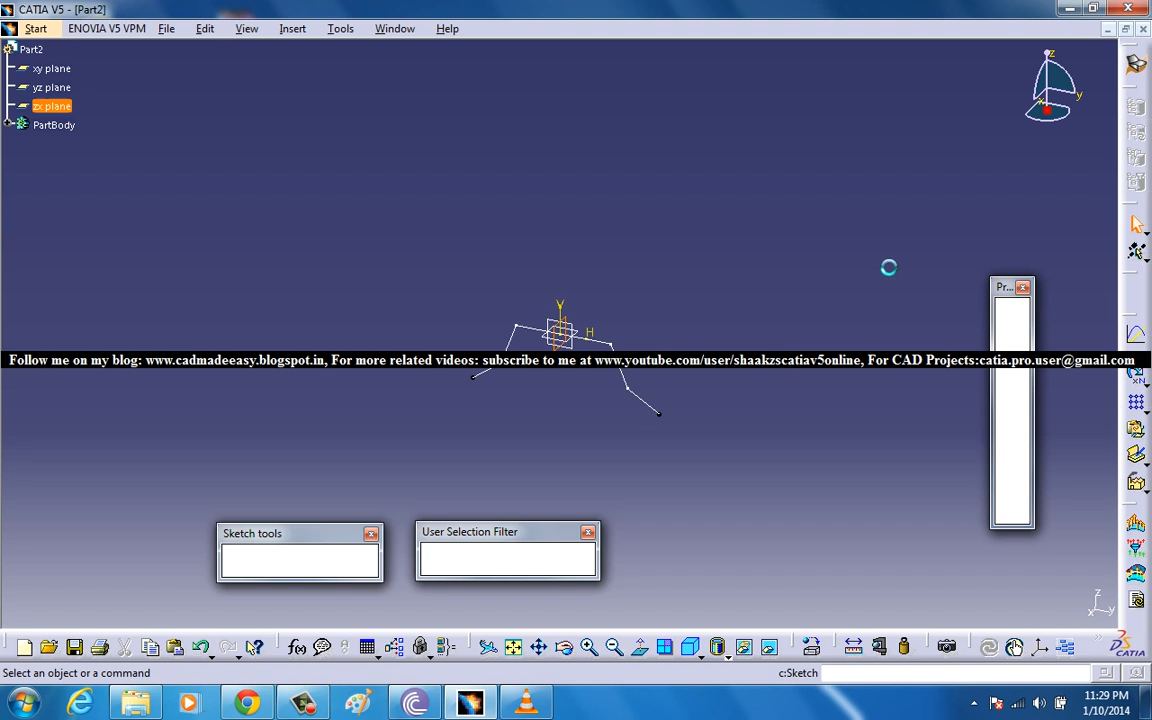 CATIA V5 - [Part2]
Start ENOVIA V5 VPM File Edit View Insert Tools Window Help
Part2
xy plane
yz plane
zx plane
PartBody
z
y
x
V
H
Pr...
Follow me on my blog: www.cadmadeeasy.blogspot.in, For more related videos: subscribe to me at www.youtube.com/user/shaakzscatiav5online, For CAD Projects:catia.pro.user@gmail.com
Sketch tools
User Selection Filter
z
x y
f(x)
CATIA
Select an object or a command
c:Sketch
11:29 PM
1/10/2014